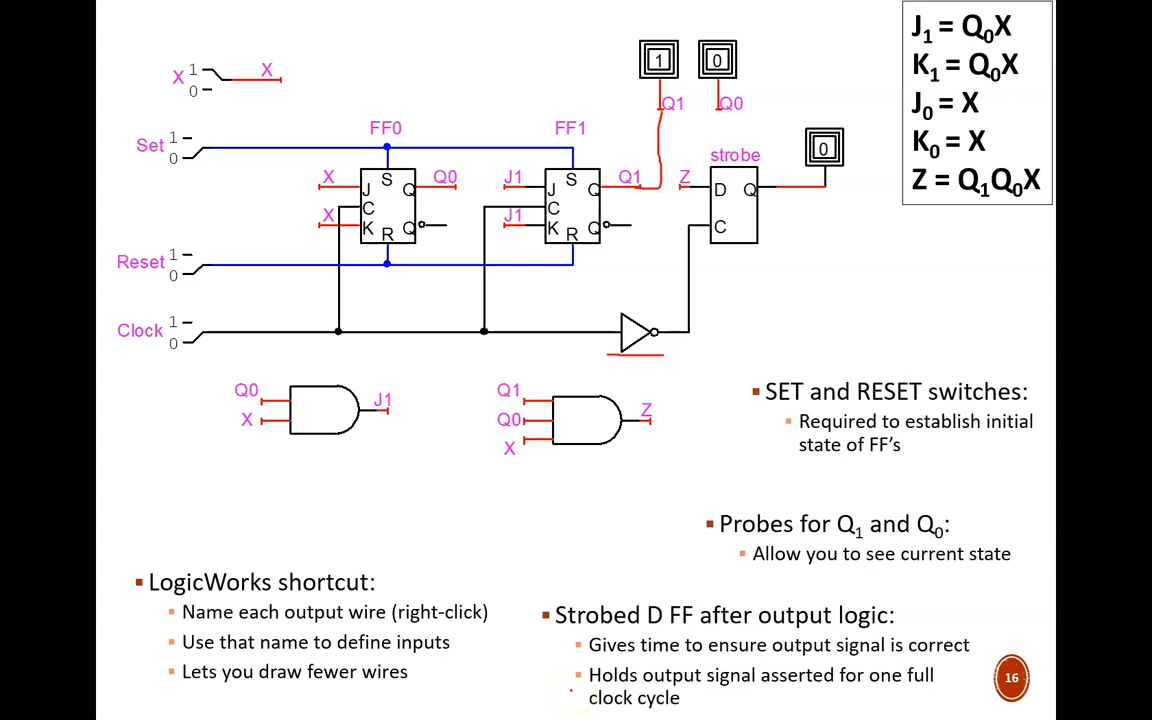 J₁ = Q₀X
K₁ = Q₀X
J₀ = X
K₀ = X
Z = Q₁Q₀X
X 1 0 X
1 0
Q1 Q0
Set 1 0
FF0 FF1
strobe 0
X J S Q Q0
C
X K R Q
J1 J S Q Q1
C
J1 K R Q
Z D Q
C
Reset 1 0
Clock 1 0
Q0 X J1
Q1 Q0 X Z
▪ SET and RESET switches:
▪ Required to establish initial
state of FF’s
▪ Probes for Q₁ and Q₀:
▪ Allow you to see current state
▪ LogicWorks shortcut:
▪ Name each output wire (right-click)
▪ Use that name to define inputs
▪ Lets you draw fewer wires
▪ Strobed D FF after output logic:
▪ Gives time to ensure output signal is correct
▪ Holds output signal asserted for one full
clock cycle
16